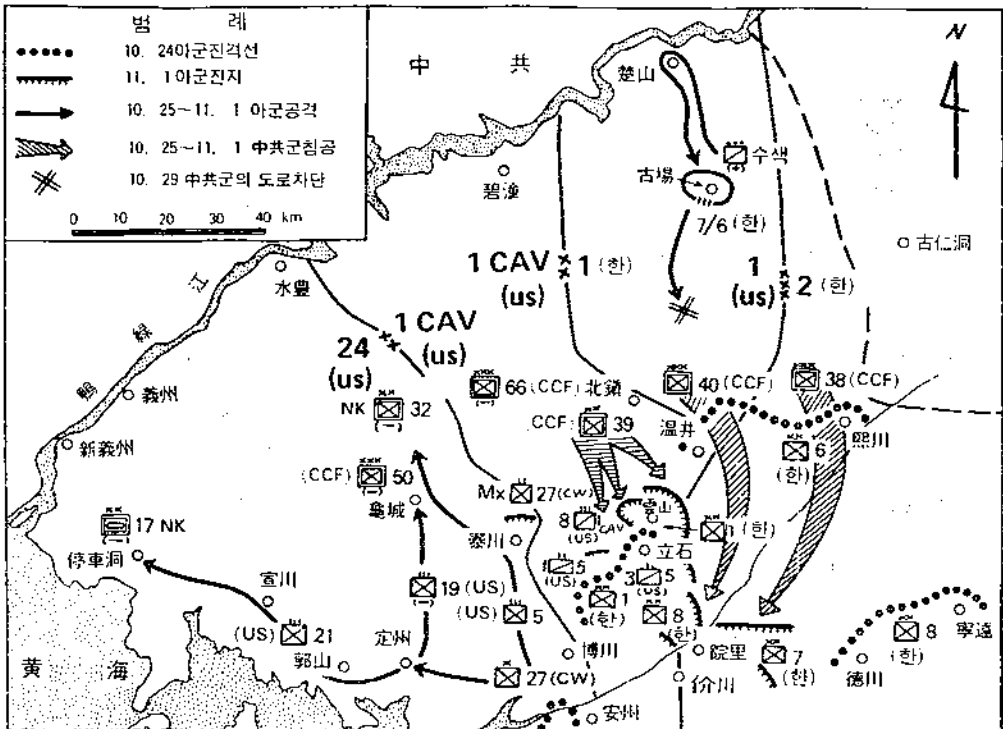 범 례
10. 24아군진격선
11. 1아군진지
10. 25~11. 1 아군공격
10. 25~11. 1 中共군침공
10. 29 中共군의 도로차단
0 10 20 30 40 km
中 共
N
楚山
수색
(+)
碧潼
古場
7/6 (한)
古仁洞
水豊
1 CAV
(us)
1 (한)
1
(us)
2 (한)
鴨 綠 江
24
(us)
1 CAV
(us)
義州
NK 32
(-)
66 (CCF)
(-)
北鎭
40 (CCF)
38 (CCF)
新義州
(CCF) 39
溫井
熙川
6
(한)
(CCF) 50
(-)
龜城
Mx 27(CW)
8
(US)
CAV
雲山
1 (한)
17 NK
(-)
停車洞
泰川
立石
5
(US)
3 5
(US)
宣川
19 (US)
(-)
(US) 5
1
(한)
8
(한)
(US) 21
郭山
定州
27 (CW)
博川
院里
7
(한)
8
(한)
寧遠
德川
黃 海
安州
介川